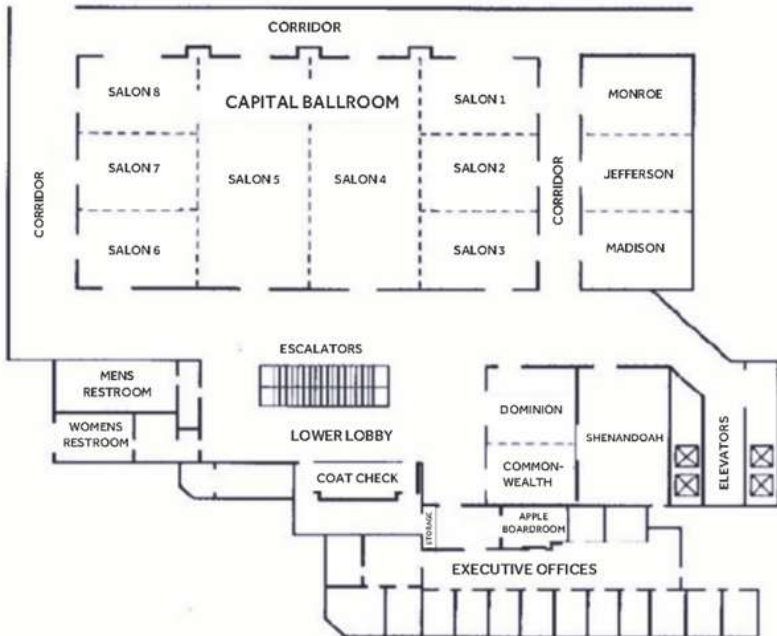 CORRIDOR
SALON 8
CAPITAL BALLROOM
SALON 1
MONROE
SALON 7
SALON 5
SALON 4
SALON 2
JEFFERSON
CORRIDOR
CORRIDOR
SALON 6
SALON 3
MADISON
ESCALATORS
MENS
RESTROOM
WOMENS
RESTROOM
LOWER LOBBY
DOMINION
SHENANDOAH
ELEVATORS
COAT CHECK
COMMON-
WEALTH
STORAGE
APPLE
BOARDROOM
EXECUTIVE OFFICES